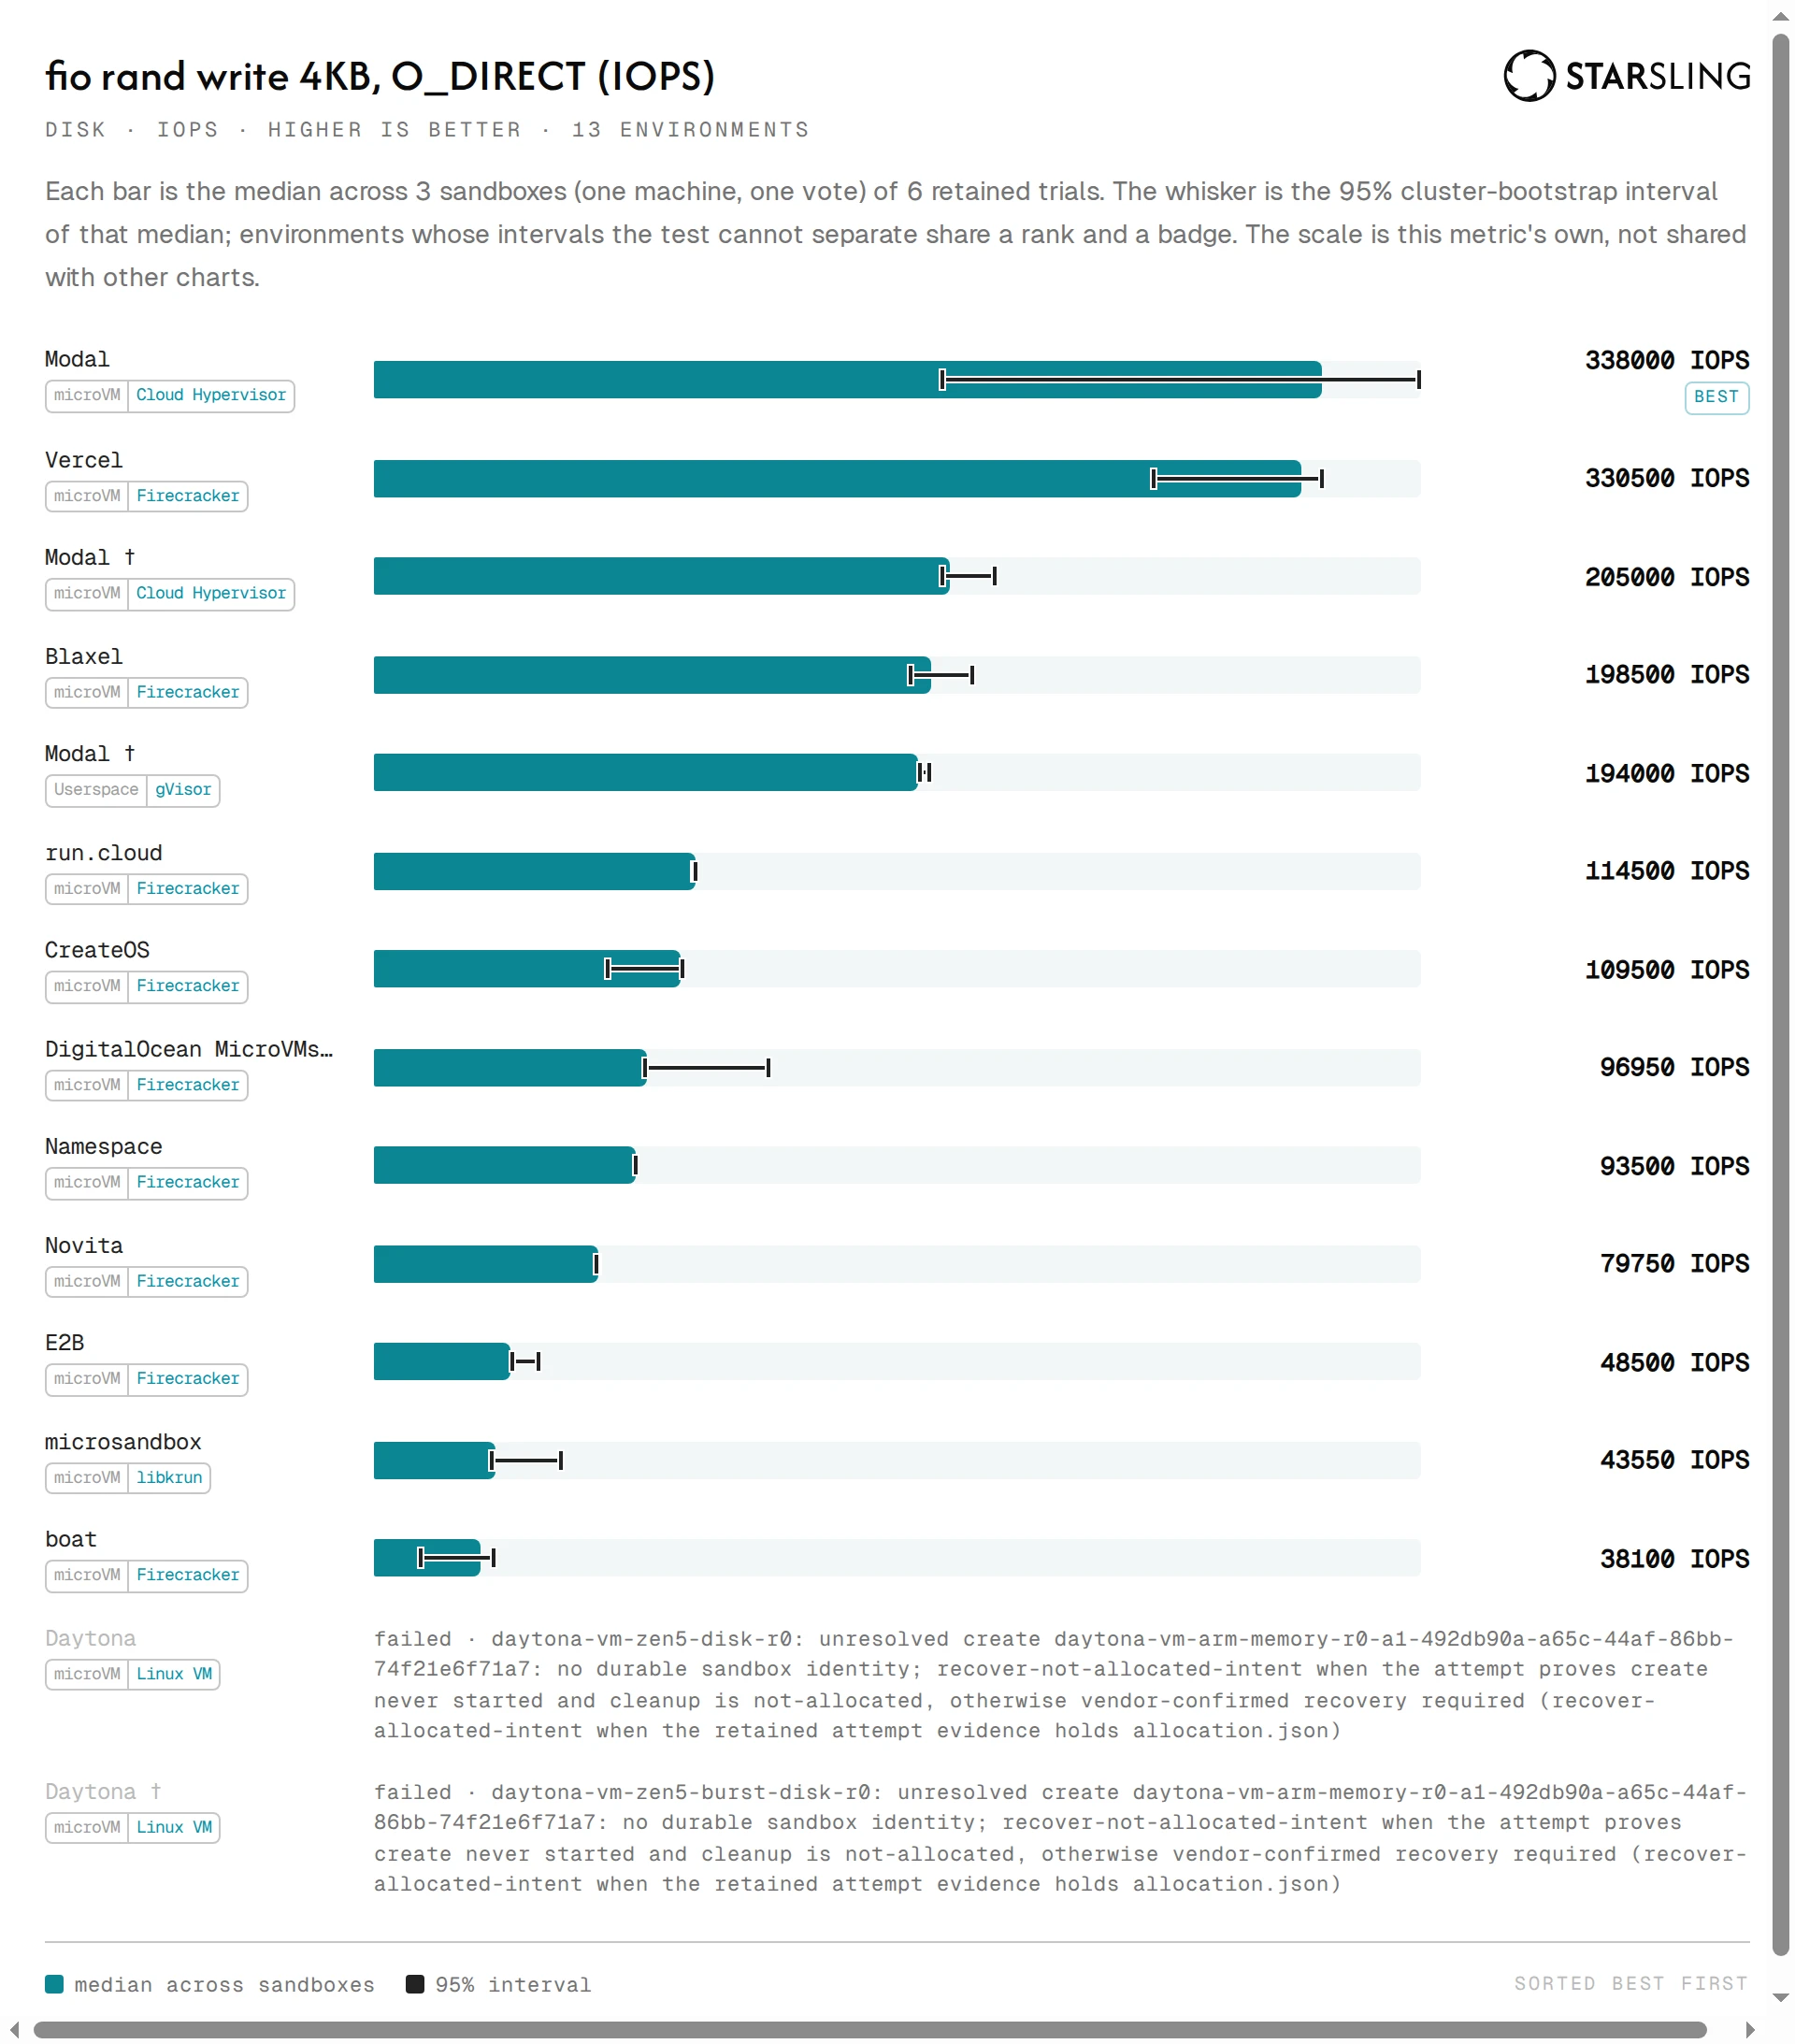 fio rand write 4KB, O_DIRECT (IOPS)
STARSLING
DISK · IOPS · HIGHER IS BETTER · 13 ENVIRONMENTS
Each bar is the median across 3 sandboxes (one machine, one vote) of 6 retained trials. The whisker is the 95% cluster-bootstrap interval
of that median; environments whose intervals the test cannot separate share a rank and a badge. The scale is this metric's own, not shared
with other charts.
Modal
microVM Cloud Hypervisor
338000 IOPS
BEST
Vercel
microVM Firecracker
330500 IOPS
Modal †
microVM Cloud Hypervisor
205000 IOPS
Blaxel
microVM Firecracker
198500 IOPS
Modal †
Userspace gVisor
194000 IOPS
run.cloud
microVM Firecracker
114500 IOPS
CreateOS
microVM Firecracker
109500 IOPS
DigitalOcean MicroVMs…
microVM Firecracker
96950 IOPS
Namespace
microVM Firecracker
93500 IOPS
Novita
microVM Firecracker
79750 IOPS
E2B
microVM Firecracker
48500 IOPS
microsandbox
microVM libkrun
43550 IOPS
boat
microVM Firecracker
38100 IOPS
Daytona
microVM Linux VM
failed · daytona-vm-zen5-disk-r0: unresolved create daytona-vm-arm-memory-r0-a1-492db90a-a65c-44af-86bb-
74f21e6f71a7: no durable sandbox identity; recover-not-allocated-intent when the attempt proves create
never started and cleanup is not-allocated, otherwise vendor-confirmed recovery required (recover-
allocated-intent when the retained attempt evidence holds allocation.json)
Daytona †
microVM Linux VM
failed · daytona-vm-zen5-burst-disk-r0: unresolved create daytona-vm-arm-memory-r0-a1-492db90a-a65c-44af-
86bb-74f21e6f71a7: no durable sandbox identity; recover-not-allocated-intent when the attempt proves
create never started and cleanup is not-allocated, otherwise vendor-confirmed recovery required (recover-
allocated-intent when the retained attempt evidence holds allocation.json)
median across sandboxes
95% interval
SORTED BEST FIRST